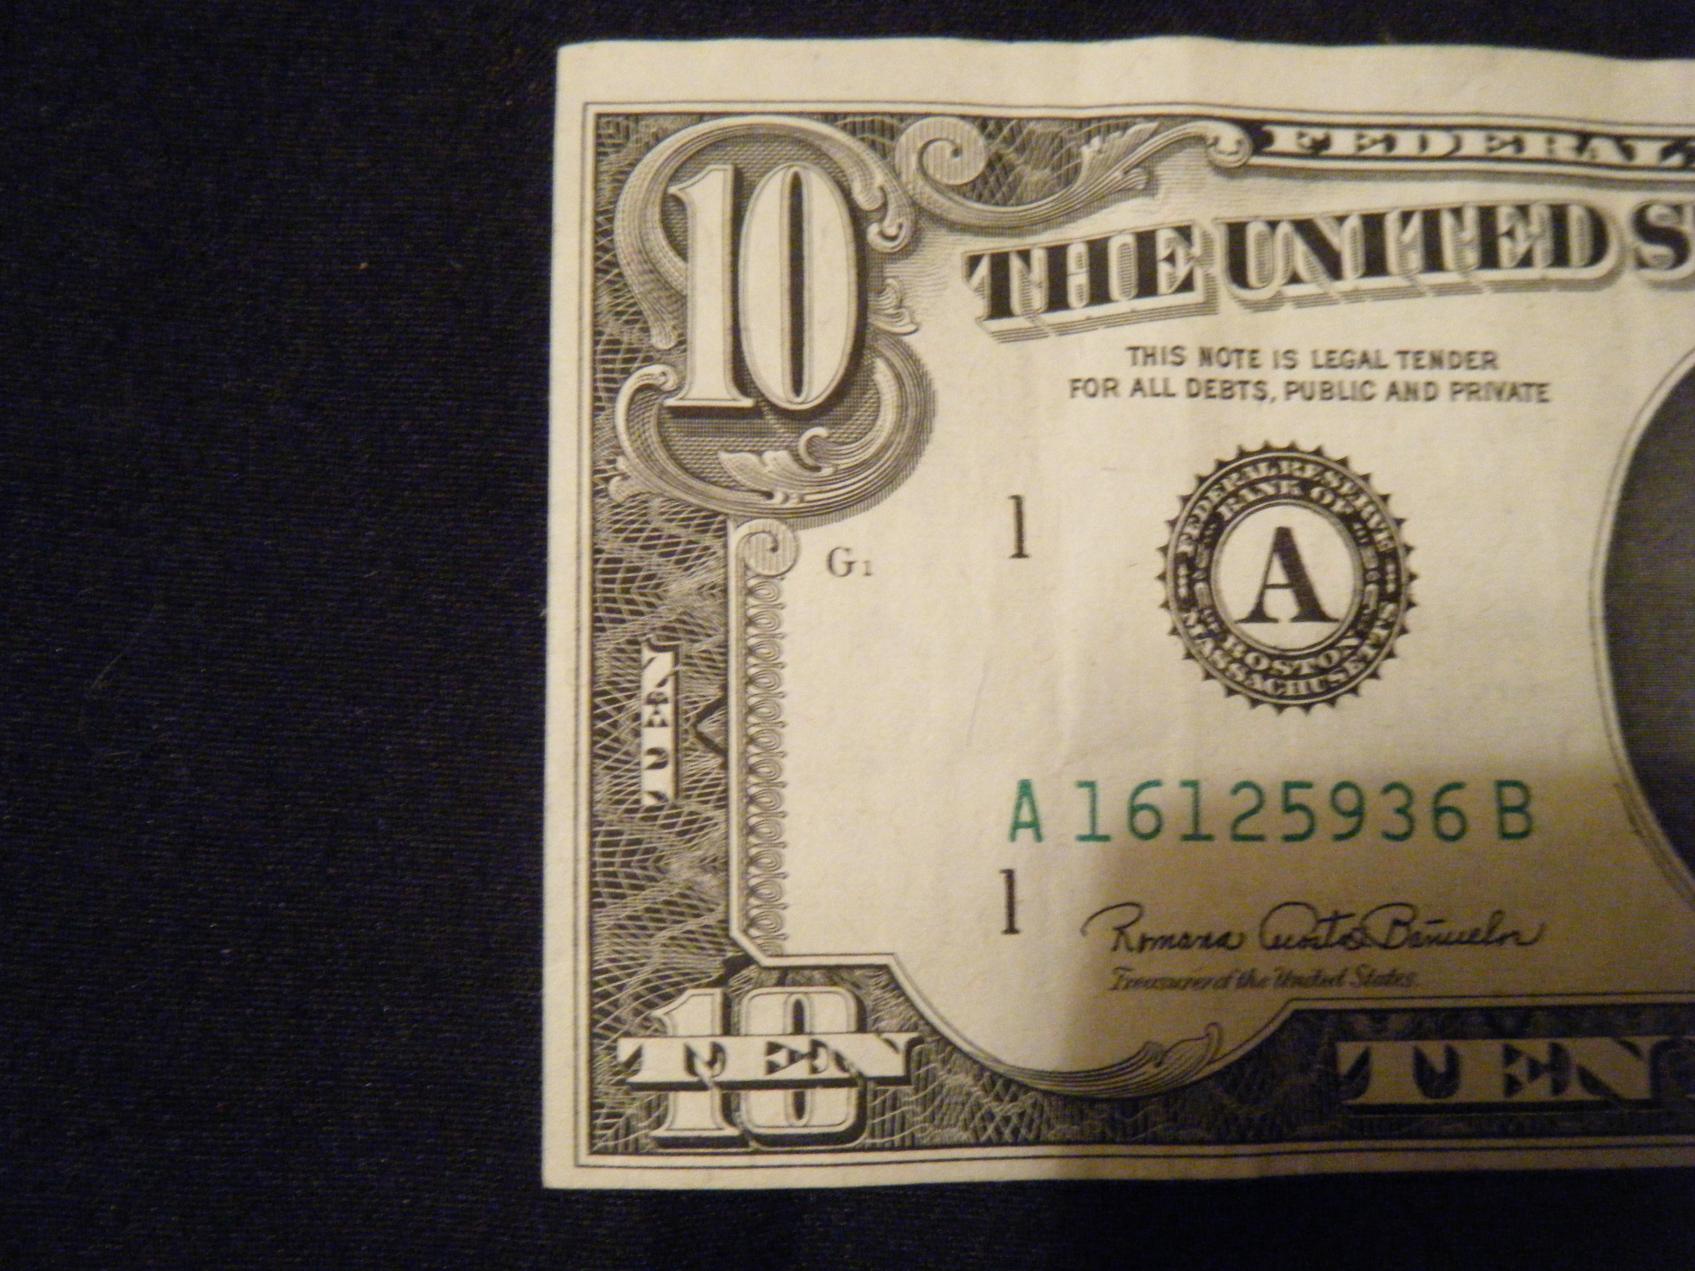 10
FEDERAL
THE UNITED S
THIS NOTE IS LEGAL TENDER
FOR ALL DEBTS, PUBLIC AND PRIVATE
1
G1
FEDERAL RESERVE
BANK OF
A
BOSTON
MASSACHUSETTS
TEN
A 16125936 B
1
Romana Acosta Bañuelos
Treasurer of the United States.
10
TEN
TEN